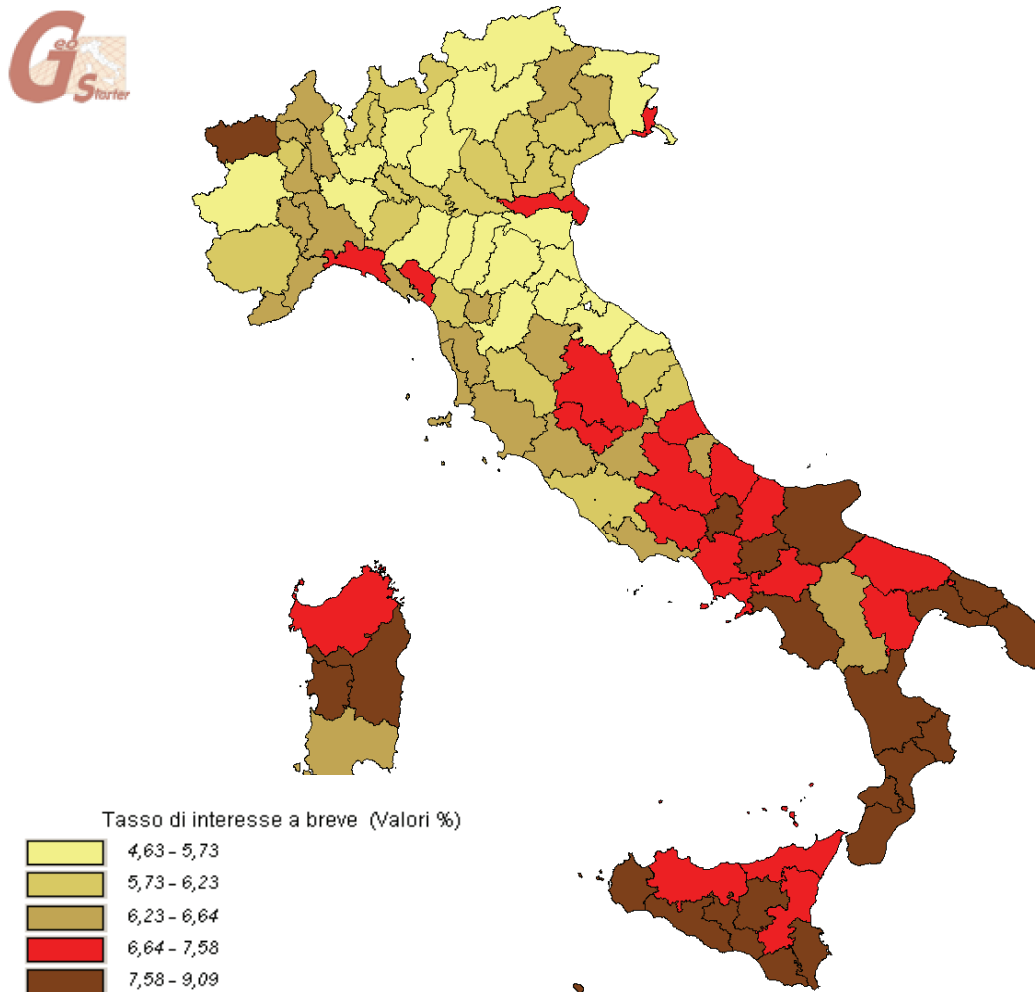 Geo
Starter
Tasso di interesse a breve (Valori %)
4,63 - 5,73
5,73 - 6,23
6,23 - 6,64
6,64 - 7,58
7,58 - 9,09